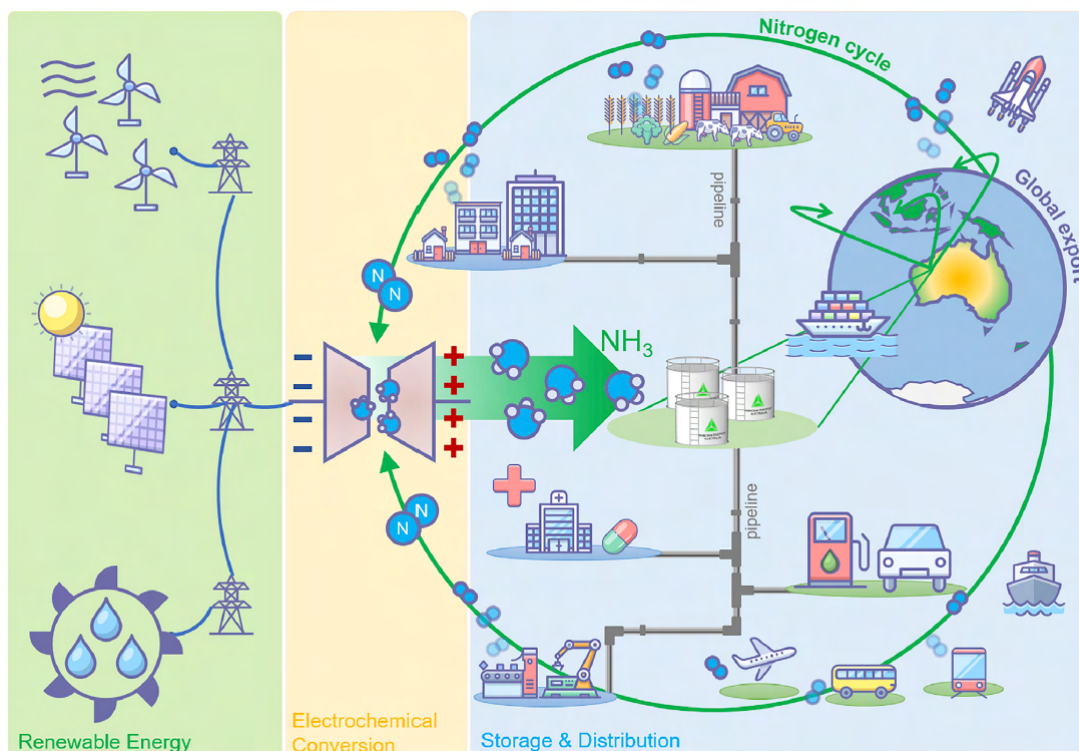 Nitrogen cycle
Global export
pipeline
N
N
NH₃
N
N
pipeline
Renewable Energy
Electrochemical
Conversion
Storage & Distribution